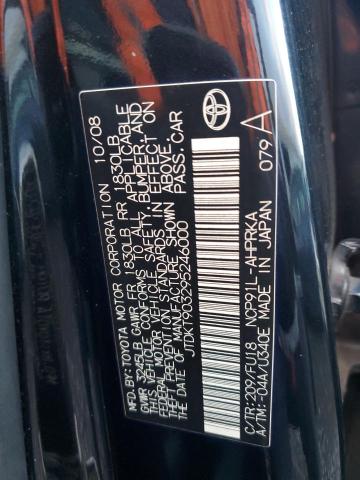 MFD. BY: TOYOTA MOTOR CORPORATION 10/08
GVWR 3245LB GAWR FR 1830LB RR 1830LB
THIS VEHICLE CONFORMS TO ALL APPLICABLE
FEDERAL MOTOR VEHICLE SAFETY, BUMPER, AND
THEFT PREVENTION STANDARDS IN EFFECT ON
THE DATE OF MANUFACTURE SHOWN ABOVE.
JTDKT903295246000 PASS. CAR
C/TR: 209/FU18 NCP91L-AHPRKA
A/TM: -04A/U340E MADE IN JAPAN
079 A